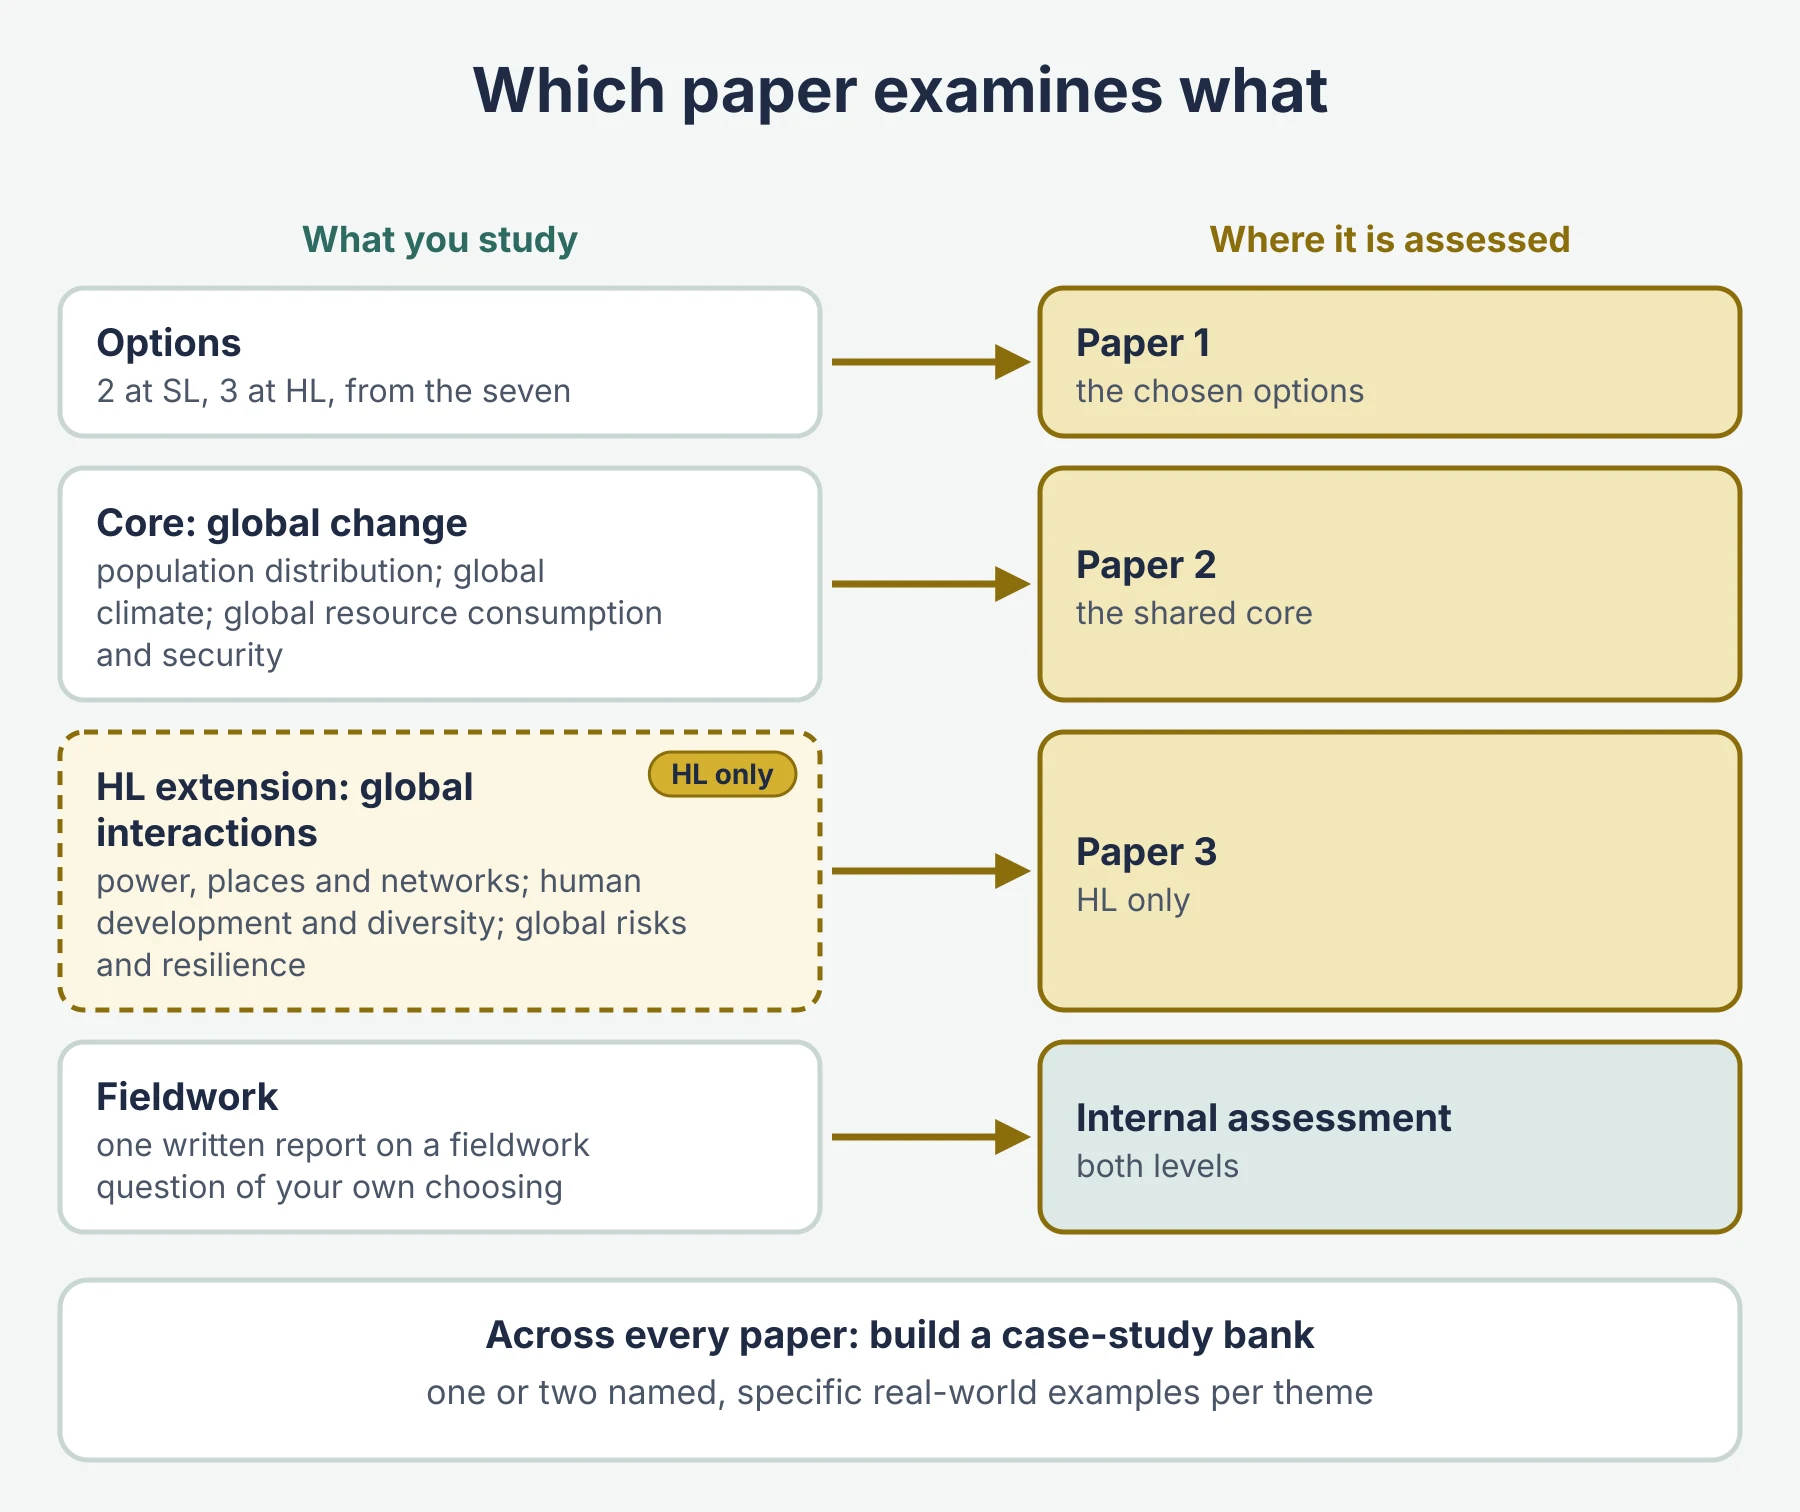 Which paper examines what
What you study
Where it is assessed
Options
2 at SL, 3 at HL, from the seven
Paper 1
the chosen options
Core: global change
population distribution; global
climate; global resource consumption
and security
Paper 2
the shared core
HL only
HL extension: global
interactions
power, places and networks; human
development and diversity; global risks
and resilience
Paper 3
HL only
Fieldwork
one written report on a fieldwork
question of your own choosing
Internal assessment
both levels
Across every paper: build a case-study bank
one or two named, specific real-world examples per theme